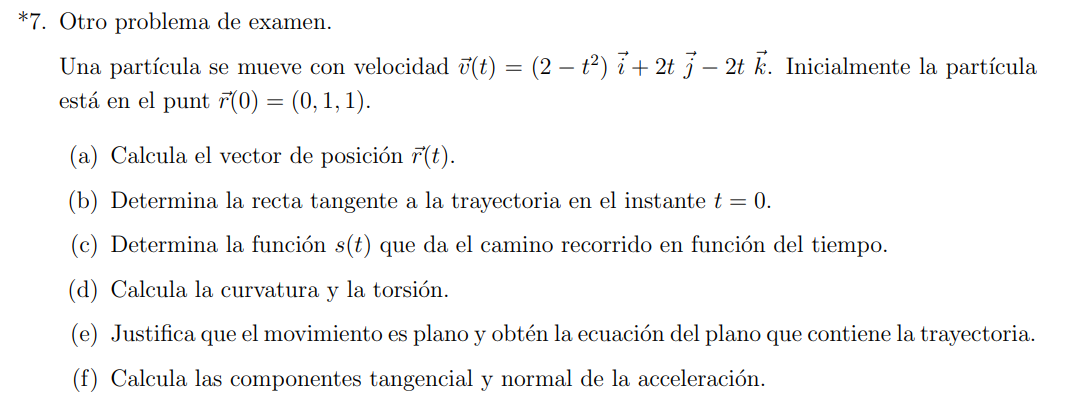 *7. Otro problema de examen.
Una partícula se mueve con velocidad $\vec{v}(t) = (2 - t^2)\ \vec{i} + 2t\ \vec{j} - 2t\ \vec{k}$. Inicialmente la partícula
está en el punt $\vec{r}(0) = (0, 1, 1)$.
(a) Calcula el vector de posición $\vec{r}(t)$.
(b) Determina la recta tangente a la trayectoria en el instante $t = 0$.
(c) Determina la función $s(t)$ que da el camino recorrido en función del tiempo.
(d) Calcula la curvatura y la torsión.
(e) Justifica que el movimiento es plano y obtén la ecuación del plano que contiene la trayectoria.
(f) Calcula las componentes tangencial y normal de la aceleración.